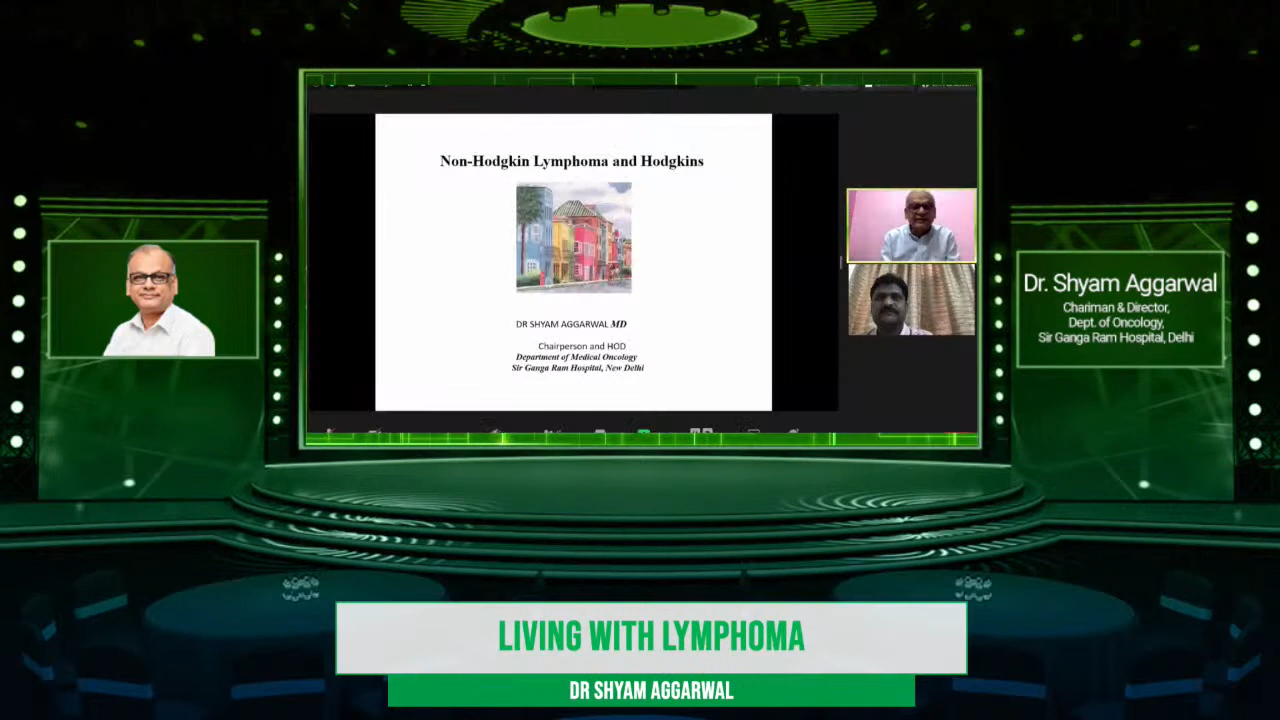 Non-Hodgkin Lymphoma and Hodgkins
DR SHYAM AGGARWAL MD
Chairperson and HOD
Department of Medical Oncology
Sir Ganga Ram Hospital, New Delhi
Dr. Shyam Aggarwal
Chariman & Director,
Dept. of Oncology,
Sir Ganga Ram Hospital, Delhi
LIVING WITH LYMPHOMA
DR SHYAM AGGARWAL